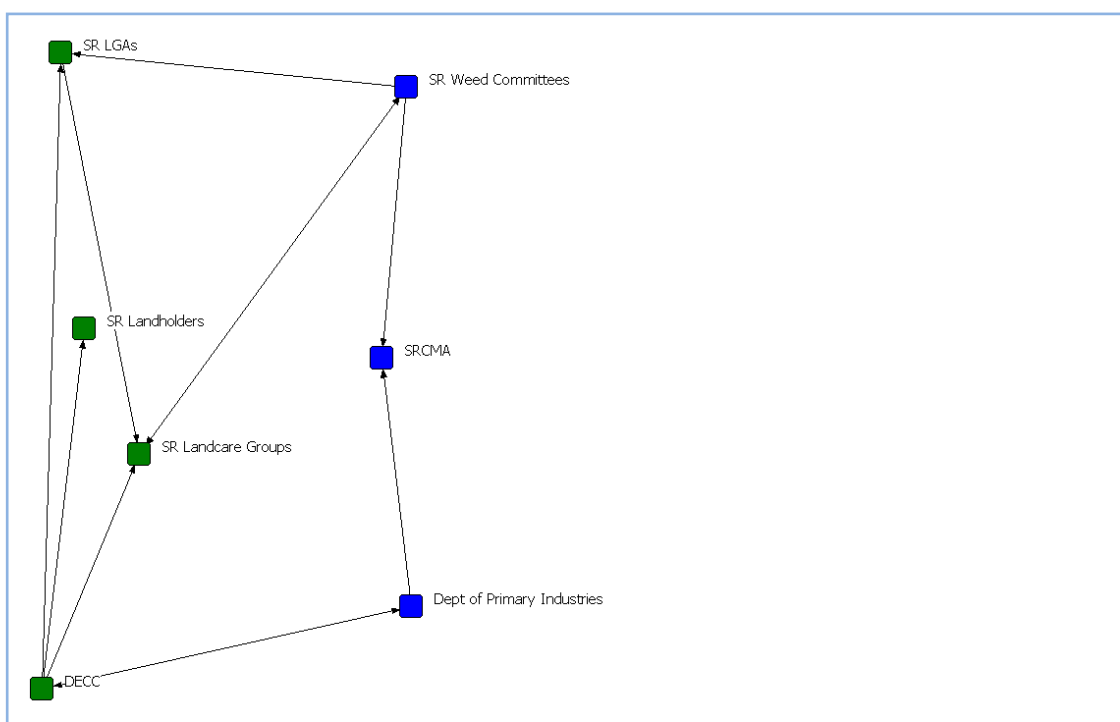 SR LGAs
SR Weed Committees
SR Landholders
SRCMA
SR Landcare Groups
Dept of Primary Industries
DECC